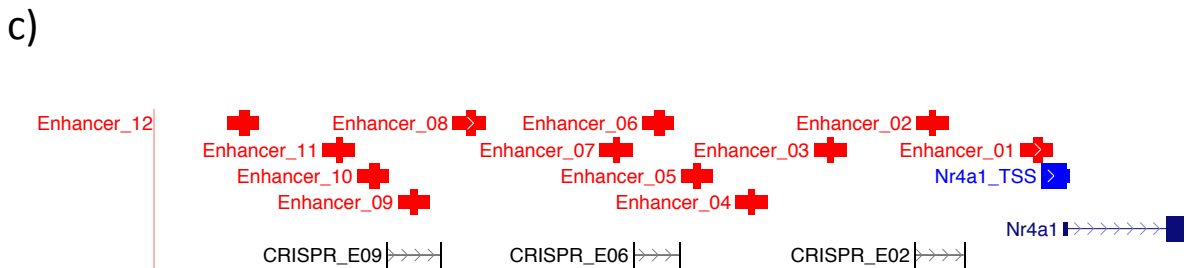 c)
Enhancer_12
Enhancer_08
Enhancer_06
Enhancer_02
Enhancer_11
Enhancer_07
Enhancer_03
Enhancer_01
Enhancer_10
Enhancer_05
Nr4a1_TSS
Enhancer_09
Enhancer_04
Nr4a1
CRISPR_E09
CRISPR_E06
CRISPR_E02